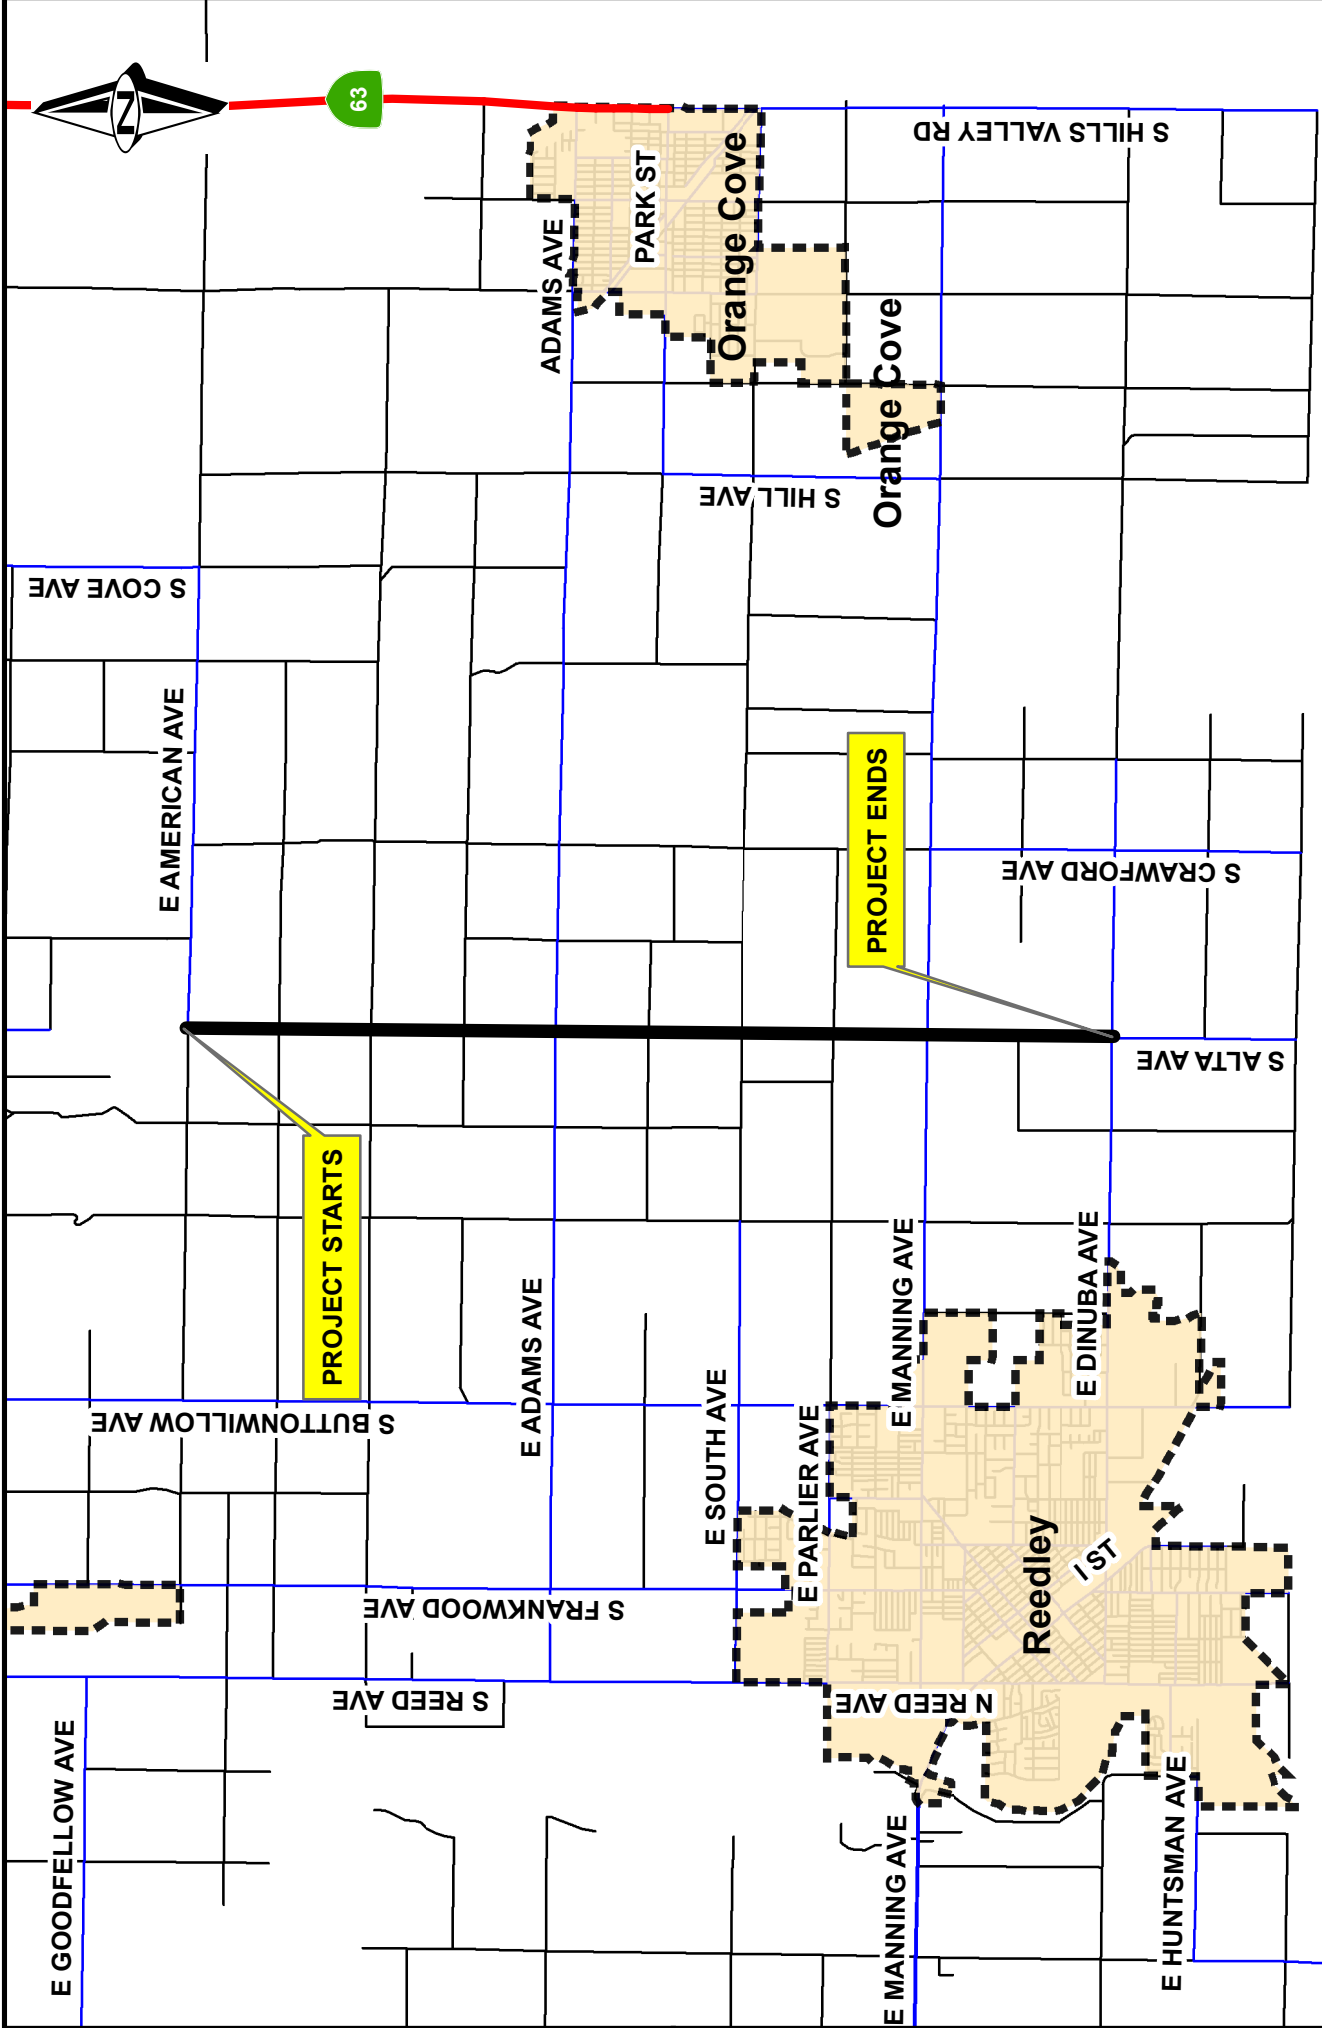 N
63
S HILLS VALLEY RD
PARK ST
Orange Cove
ADAMS AVE
Orange Cove
S HILL AVE
S COVE AVE
E AMERICAN AVE
PROJECT ENDS
S CRAWFORD AVE
S ALTA AVE
PROJECT STARTS
S BUTTONWILLOW AVE
E ADAMS AVE
E SOUTH AVE
E PARLIER AVE
E MANNING AVE
E DINUBA AVE
Reedley
I ST
S FRANKWOOD AVE
S REED AVE
N REED AVE
E GOODFELLOW AVE
E MANNING AVE
E HUNTSMAN AVE